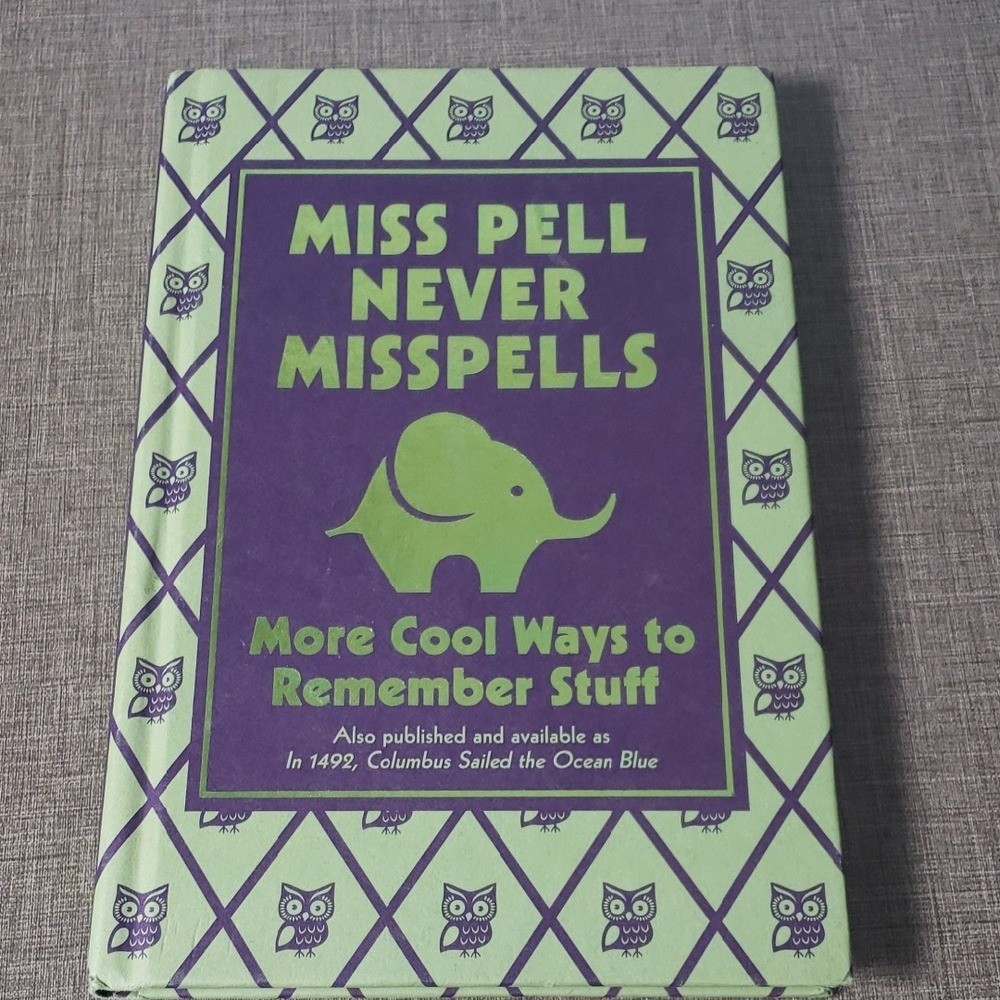 MISS PELL
NEVER
MISSPELLS
More Cool Ways to
Remember Stuff
Also published and available as
In 1492, Columbus Sailed the Ocean Blue